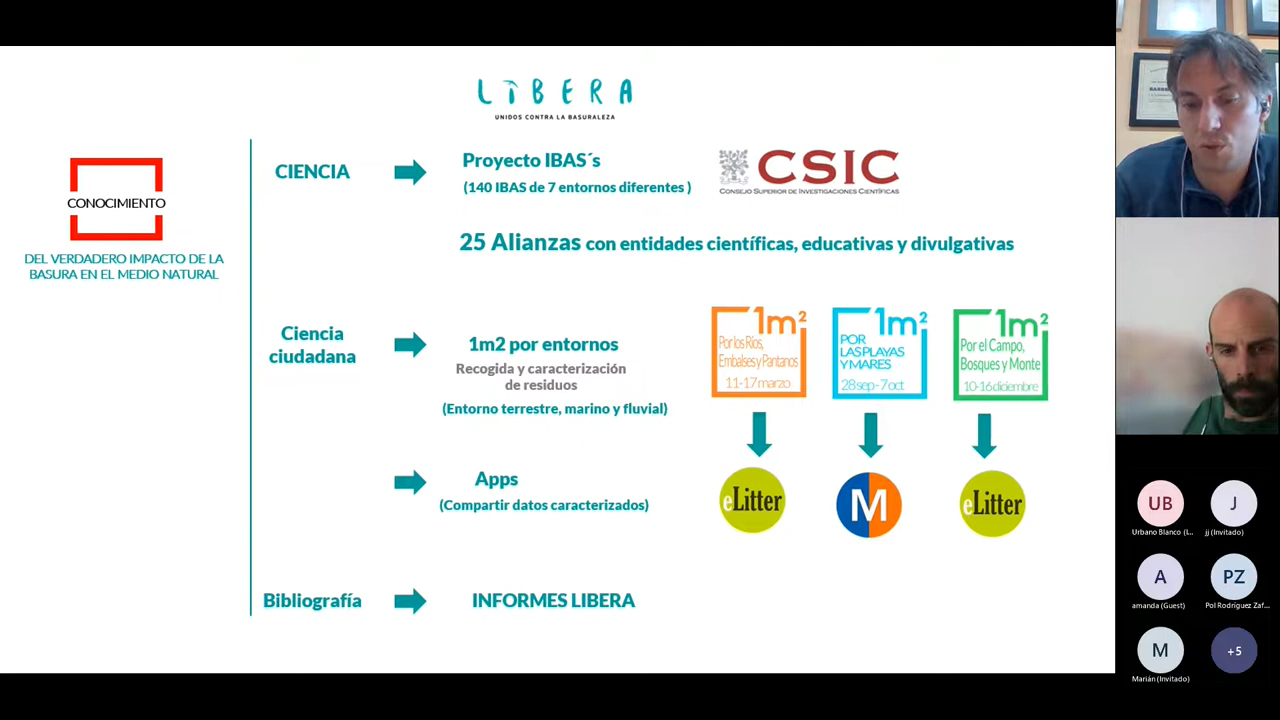 LIBERA
UNIDOS CONTRA LA BASURALEZA
CONOCIMIENTO
DEL VERDADERO IMPACTO DE LA
BASURA EN EL MEDIO NATURAL
CIENCIA
Proyecto IBAS´s
(140 IBAS de 7 entornos diferentes )
CSIC
CONSEJO SUPERIOR DE INVESTIGACIONES CIENTÍFICAS
25 Alianzas con entidades científicas, educativas y divulgativas
Ciencia
ciudadana
1m2 por entornos
Recogida y caracterización
de residuos
(Entorno terrestre, marino y fluvial)
1m²
Por los Ríos,
Embalses y Pantanos
11-17 marzo
1m²
POR
LAS PLAYAS
Y MARES
28 sep - 7 oct
1m²
Por el Campo,
Bosques y Monte
10-16 diciembre
Apps
(Compartir datos caracterizados)
eLitter
M
eLitter
Bibliografía
INFORMES LIBERA
UB
Urbano Blanco (I...
J
jj (Invitado)
A
amanda (Guest)
PZ
Pol Rodríguez Zaf...
M
Marián (Invitado)
+5